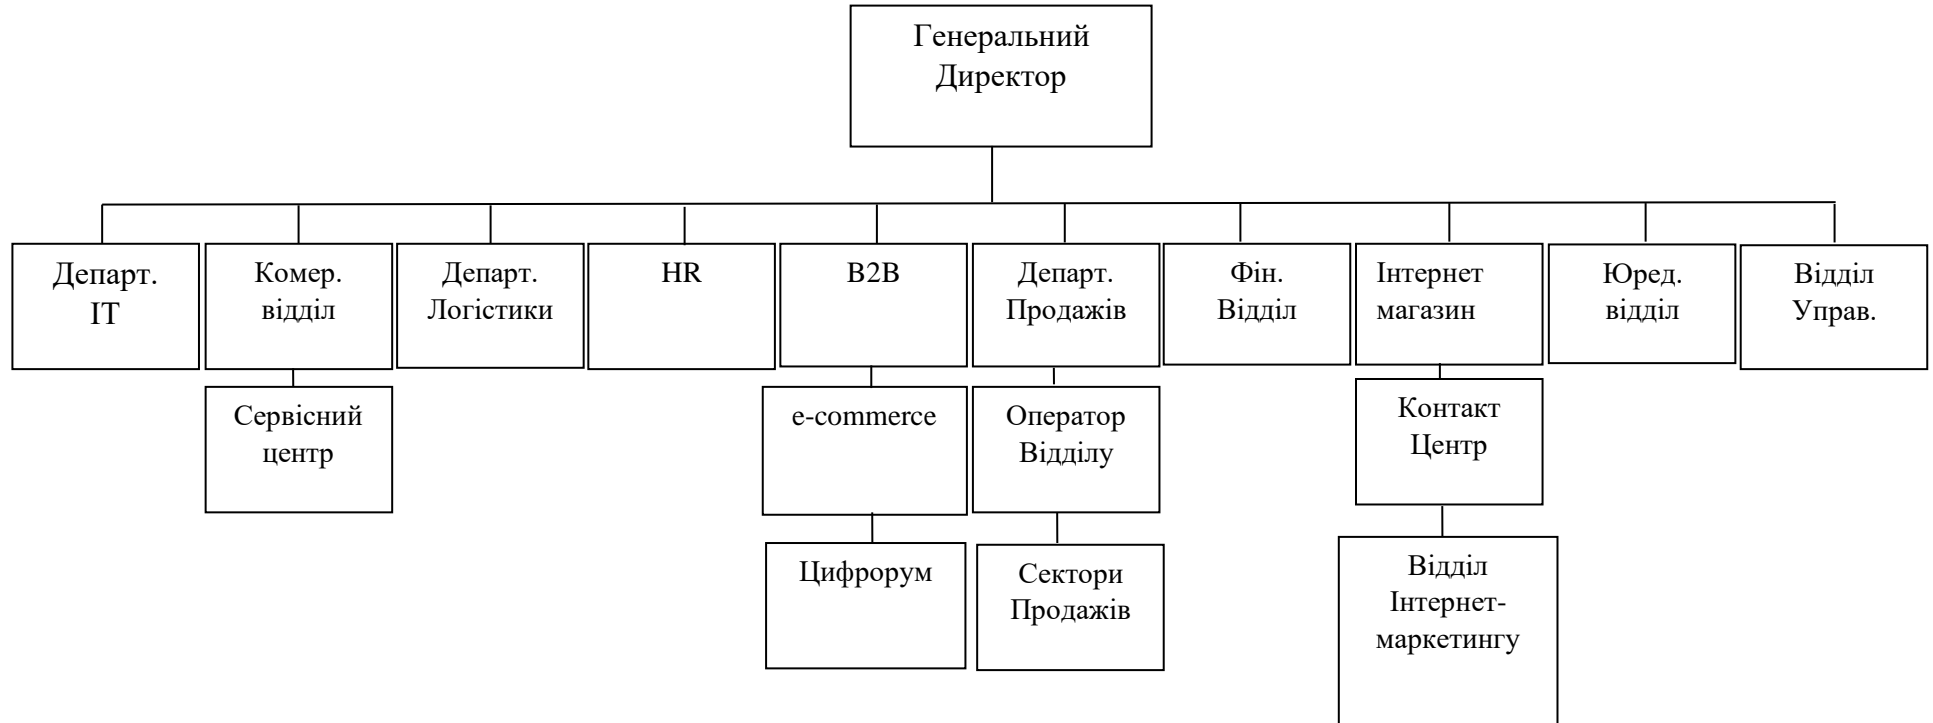 Генеральний
Директор
Департ.
ІТ
Комер.
відділ
Департ.
Логістики
HR
B2B
Департ.
Продажів
Фін.
Відділ
Інтернет
магазин
Юред.
відділ
Відділ
Управ.
Сервісний
центр
e-commerce
Оператор
Відділу
Контакт
Центр
Цифрорум
Сектори
Продажів
Відділ
Інтернет-
маркетингу